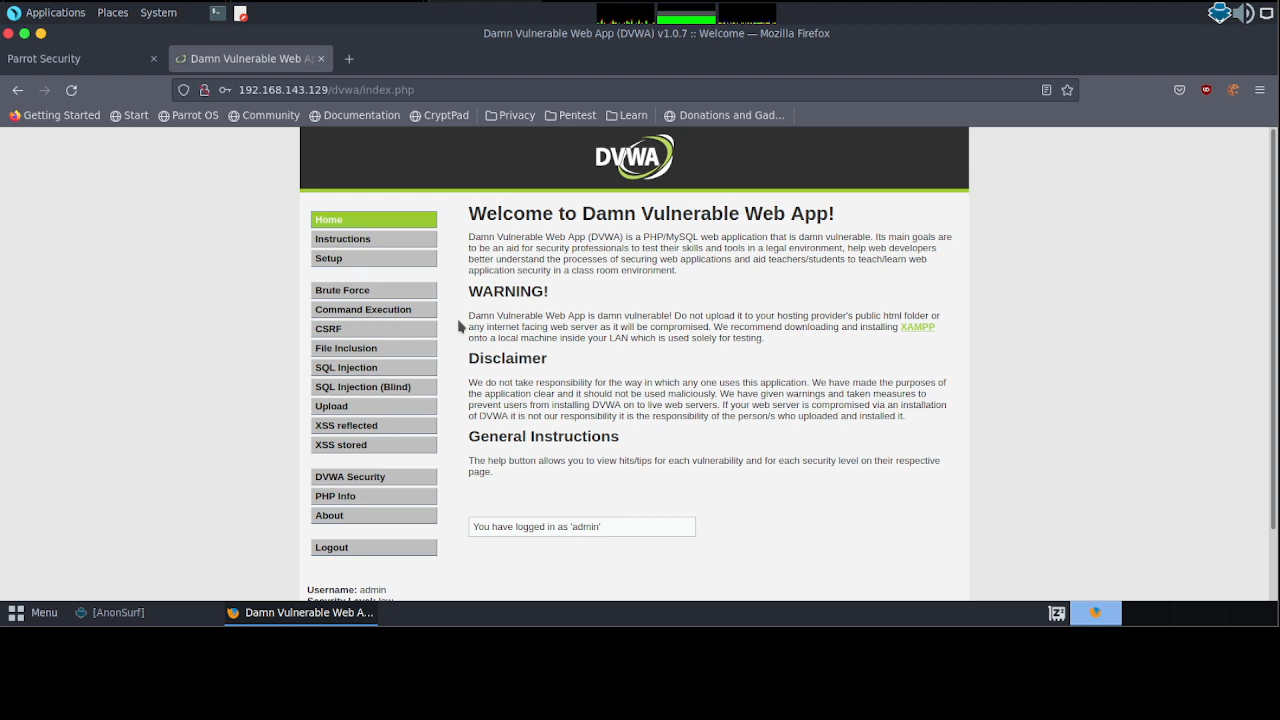 Applications Places System
Damn Vulnerable Web App (DVWA) v1.0.7 :: Welcome — Mozilla Firefox
Parrot Security × Damn Vulnerable Web Ap × +
192.168.143.129/dvwa/index.php
Getting Started Start Parrot OS Community Documentation CryptPad Privacy Pentest Learn Donations and Gad...
DVWA
Home
Instructions
Setup
Brute Force
Command Execution
CSRF
File Inclusion
SQL Injection
SQL Injection (Blind)
Upload
XSS reflected
XSS stored
DVWA Security
PHP Info
About
Logout
Username: admin
Security Level: low
Welcome to Damn Vulnerable Web App!
Damn Vulnerable Web App (DVWA) is a PHP/MySQL web application that is damn vulnerable. Its main goals are
to be an aid for security professionals to test their skills and tools in a legal environment, help web developers
better understand the processes of securing web applications and aid teachers/students to teach/learn web
application security in a class room environment.
WARNING!
Damn Vulnerable Web App is damn vulnerable! Do not upload it to your hosting provider's public html folder or
any internet facing web server as it will be compromised. We recommend downloading and installing XAMPP
onto a local machine inside your LAN which is used solely for testing.
Disclaimer
We do not take responsibility for the way in which any one uses this application. We have made the purposes of
the application clear and it should not be used maliciously. We have given warnings and taken measures to
prevent users from installing DVWA on to live web servers. If your web server is compromised via an installation
of DVWA it is not our responsibility it is the responsibility of the person/s who uploaded and installed it.
General Instructions
The help button allows you to view hits/tips for each vulnerability and for each security level on their respective
page.
You have logged in as 'admin'
Menu [AnonSurf] Damn Vulnerable Web A...